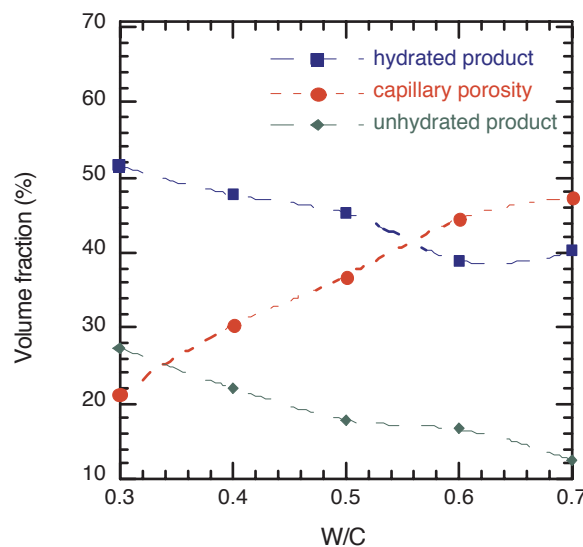 70
hydrated product
capillary porosity
unhydrated product
60
50
40
30
20
10
Volume fraction (%)
0.3 0.4 0.5 0.6 0.7
W/C